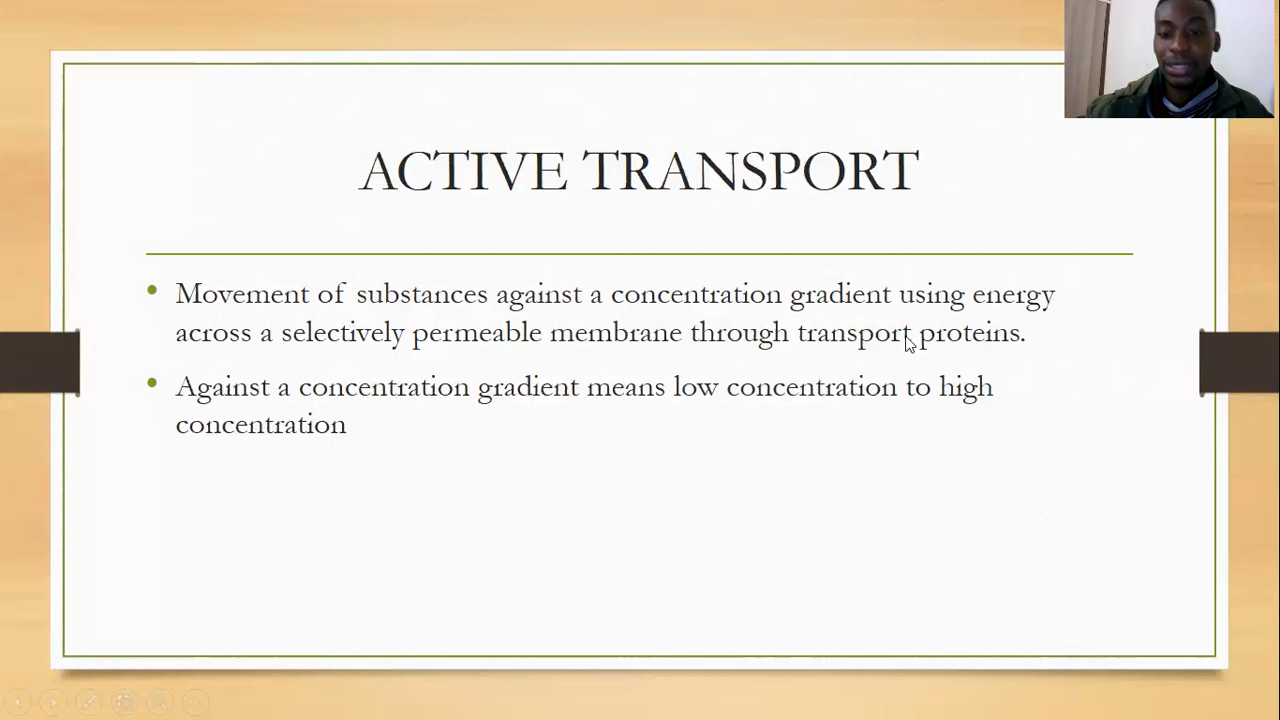 ACTIVE TRANSPORT
• Movement of substances against a concentration gradient using energy
across a selectively permeable membrane through transport proteins.
• Against a concentration gradient means low concentration to high
concentration